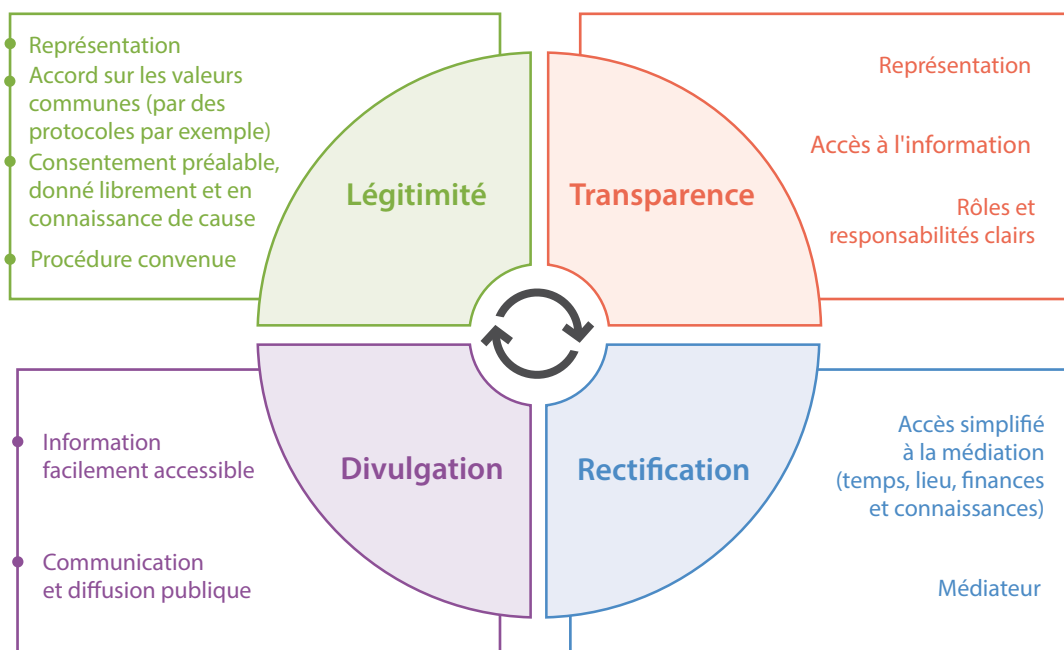 Représentation
Accord sur les valeurs
communes (par des
protocoles par exemple)
Consentement préalable,
donné librement et en
connaissance de cause
Procédure convenue
Légitimité
Transparence
Représentation
Accès à l'information
Rôles et
responsabilités clairs
Information
facilement accessible
Communication
et diffusion publique
Divulgation
Rectification
Accès simplifié
à la médiation
(temps, lieu, finances
et connaissances)
Médiateur